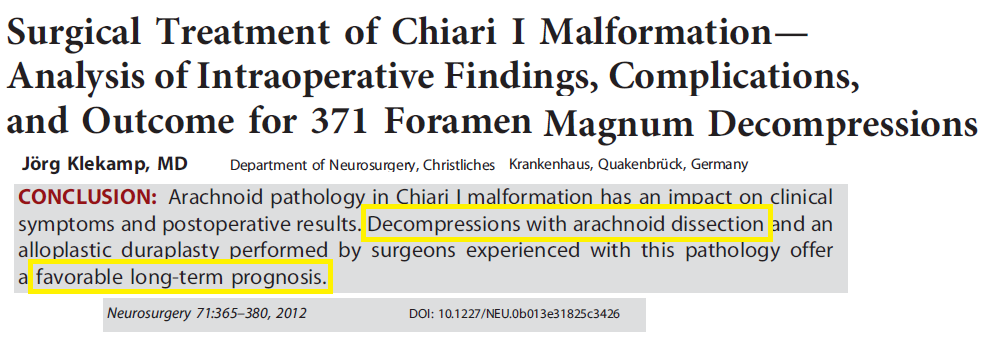 Surgical Treatment of Chiari I Malformation—
Analysis of Intraoperative Findings, Complications,
and Outcome for 371 Foramen Magnum Decompressions
Jörg Klekamp, MD Department of Neurosurgery, Christliches Krankenhaus, Quakenbrück, Germany
CONCLUSION: Arachnoid pathology in Chiari I malformation has an impact on clinical
symptoms and postoperative results. Decompressions with arachnoid dissection and an
alloplastic duraplasty performed by surgeons experienced with this pathology offer
a favorable long-term prognosis.
Neurosurgery 71:365–380, 2012 DOI: 10.1227/NEU.0b013e31825c3426